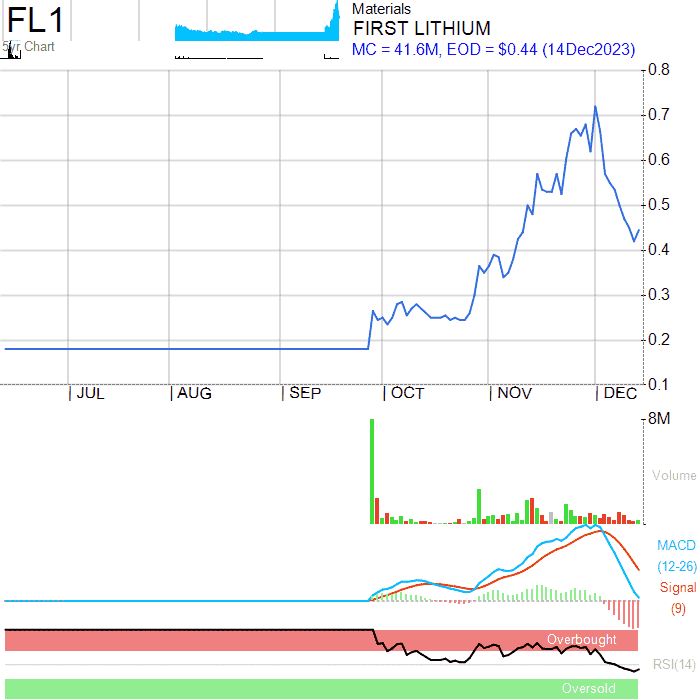 FL1
5yr Chart
Materials
FIRST LITHIUM
MC = 41.6M, EOD = $0.44 (14Dec2023)
0.8
0.7
0.6
0.5
0.4
0.3
0.2
0.1
JUL AUG SEP OCT NOV DEC
8M
Volume
MACD
(12-26)
Signal
(9)
Overbought
RSI(14)
Oversold